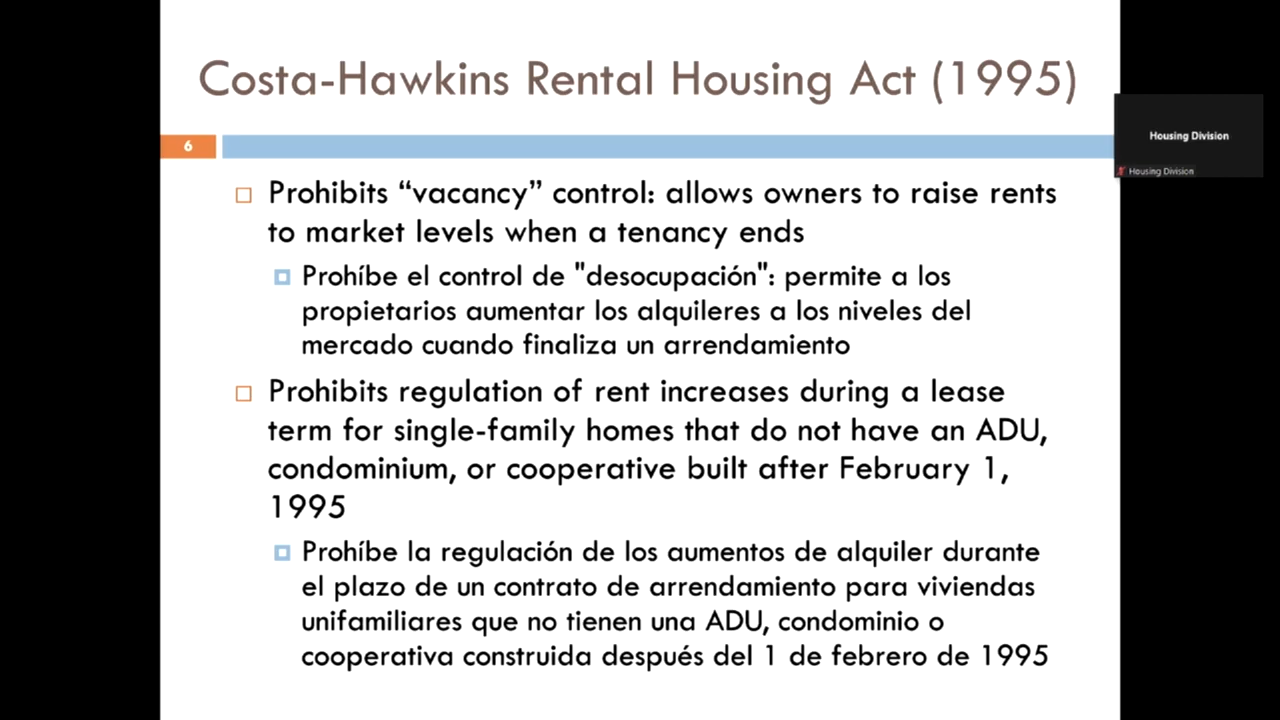 Costa-Hawkins Rental Housing Act (1995)
6
Prohibits “vacancy” control: allows owners to raise rents
to market levels when a tenancy ends
Prohíbe el control de "desocupación": permite a los
propietarios aumentar los alquileres a los niveles del
mercado cuando finaliza un arrendamiento
Prohibits regulation of rent increases during a lease
term for single-family homes that do not have an ADU,
condominium, or cooperative built after February 1,
1995
Prohíbe la regulación de los aumentos de alquiler durante
el plazo de un contrato de arrendamiento para viviendas
unifamiliares que no tienen una ADU, condominio o
cooperativa construida después del 1 de febrero de 1995
Housing Division
Housing Division